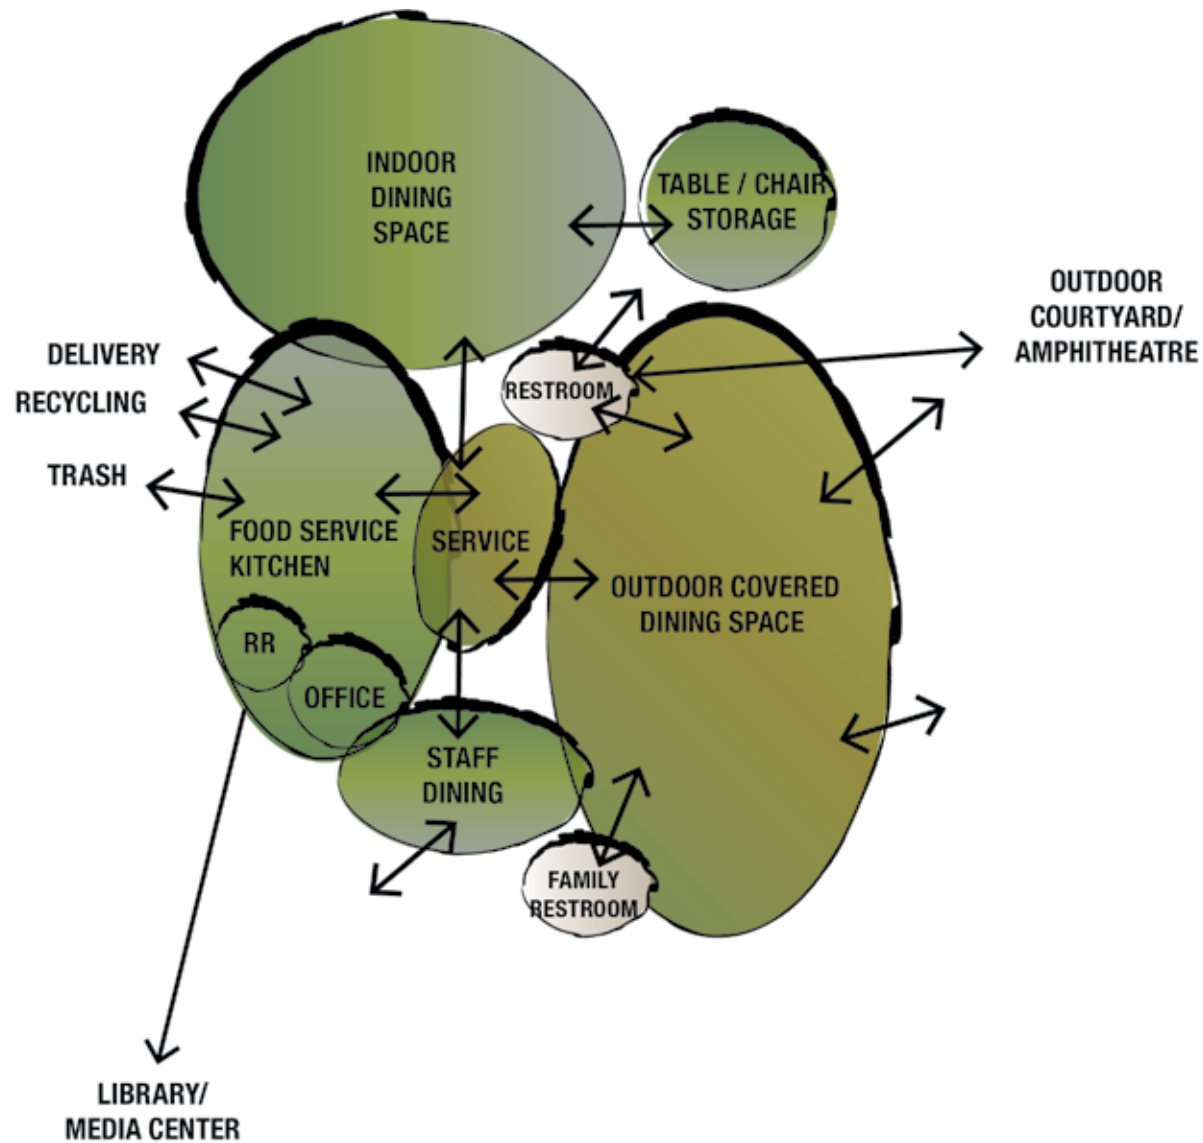 INDOOR
DINING
SPACE
TABLE / CHAIR
STORAGE
OUTDOOR
COURTYARD/
AMPHITHEATRE
DELIVERY
RECYCLING
TRASH
RESTROOM
FOOD SERVICE
KITCHEN
SERVICE
OUTDOOR COVERED
DINING SPACE
RR
OFFICE
STAFF
DINING
FAMILY
RESTROOM
LIBRARY/
MEDIA CENTER